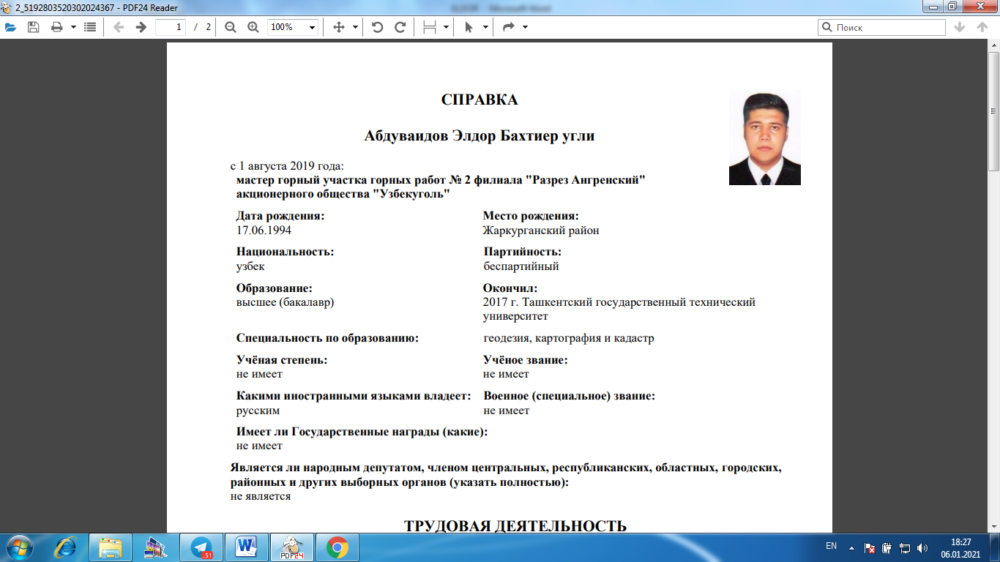 2_5192803520302024367 - PDF24 Reader
1 / 2
100%
Поиск
СПРАВКА
Абдуваидов Элдор Бахтиер угли
с 1 августа 2019 года:
мастер горный участка горных работ № 2 филиала "Разрез Ангренский"
акционерного общества "Узбекуголь"
Дата рождения: Место рождения:
17.06.1994 Жаркурганский район
Национальность: Партийность:
узбек беспартийный
Образование: Окончил:
высшее (бакалавр) 2017 г. Ташкентский государственный технический
университет
Специальность по образованию: геодезия, картография и кадастр
Учёная степень: Учёное звание:
не имеет не имеет
Какими иностранными языками владеет: Военное (специальное) звание:
русским не имеет
Имеет ли Государственные награды (какие):
не имеет
Является ли народным депутатом, членом центральных, республиканских, областных, городских,
районных и других выборных органов (указать полностью):
не является
ТРУДОВАЯ ДЕЯТЕЛЬНОСТЬ
51
PDF24
EN
18:27
06.01.2021